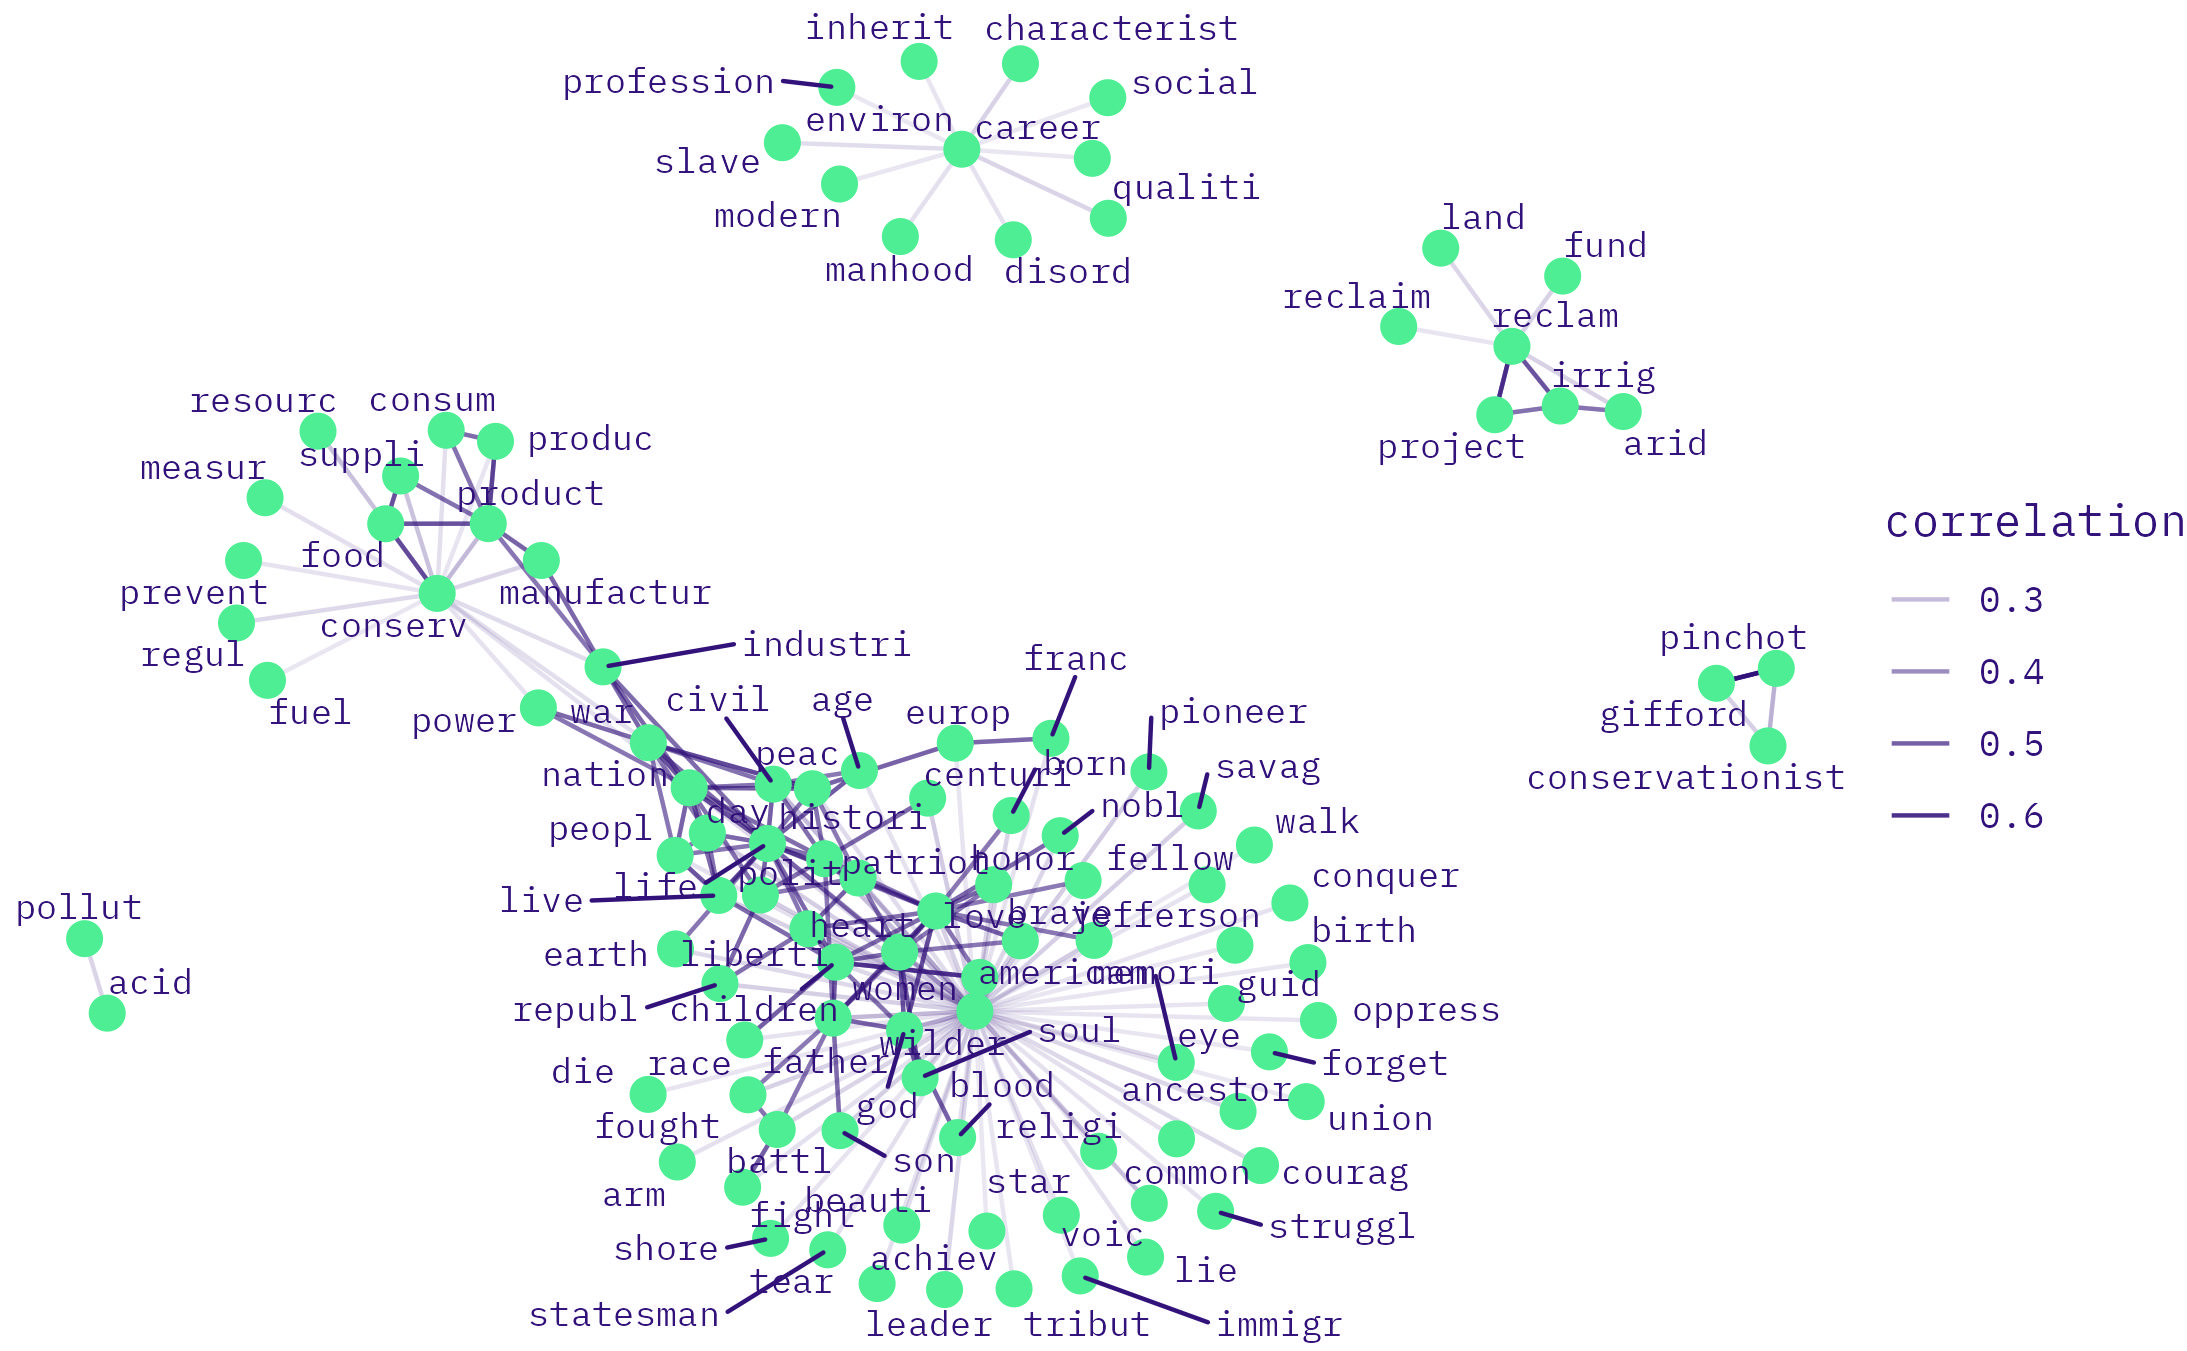 inherit
characterist
profession
social
environ
career
slave
qualiti
modern
manhood
disord
land
fund
reclaim
reclam
irrig
project
arid
resourc
consum
suppli
produc
measur
product
food
prevent
manufactur
conserv
regul
fuel
power
war
industri
civil
age
franc
europ
pioneer
peac
nation
centuri
born
savag
day
histori
nobl
walk
peopl
life
polit
patriot
honor
fellow
conquer
live
heart
love
brave
jefferson
birth
earth
liberti
american
memori
guid
republ
children
women
oppress
die
race
father
wilder
soul
eye
forget
god
blood
ancestor
union
fought
religi
arm
battl
son
star
common
courag
beauti
fight
shore
achiev
voic
struggl
tear
lie
statesman
leader
tribut
immigr
pollut
acid
pinchot
gifford
conservationist
correlation
0.3
0.4
0.5
0.6